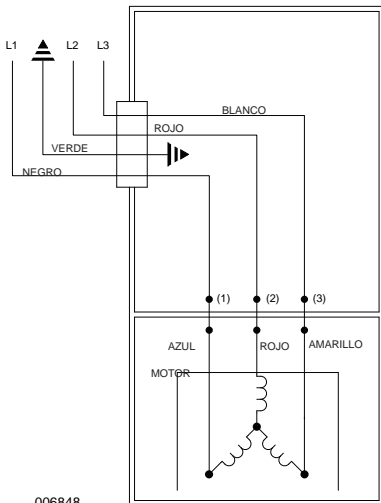 L1 L2 L3
BLANCO
ROJO
VERDE
NEGRO
(1) (2) (3)
AZUL ROJO AMARILLO
MOTOR
006848